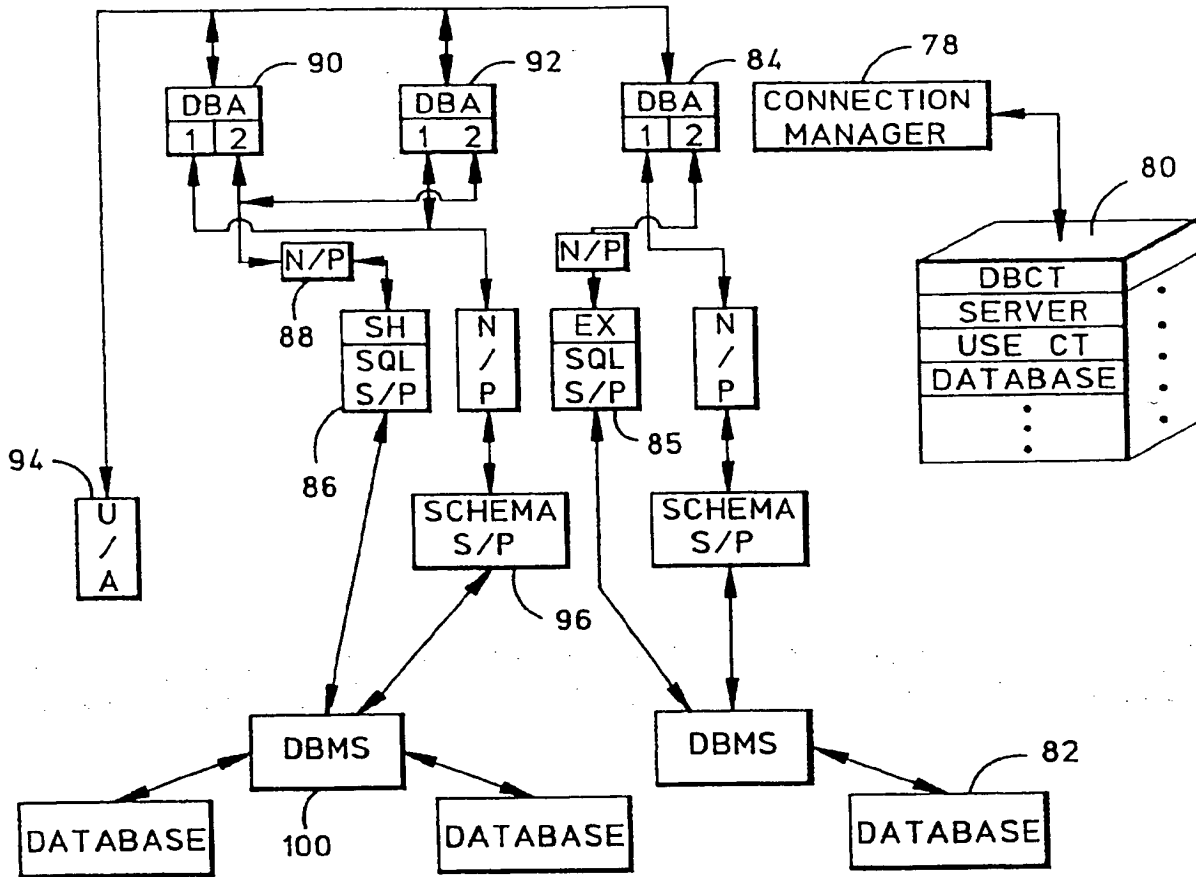 90
92
84
78
DBA
1 2
DBA
1 2
DBA
1 2
CONNECTION
MANAGER
80
N/P
88
N/P
DBCT
SERVER
USE CT
DATABASE
SH
SQL
S/P
86
N
/
P
EX
SQL
S/P
85
N
/
P
94
U
/
A
SCHEMA
S/P
96
SCHEMA
S/P
DBMS
100
DBMS
82
DATABASE
DATABASE
DATABASE